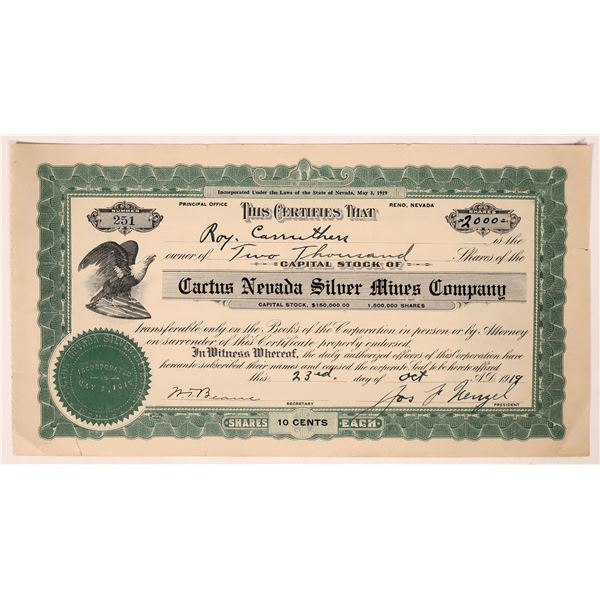 Incorporated Under the Laws of the State of Nevada, May 3, 1919
PRINCIPAL OFFICE
RENO, NEVADA
NUMBER
251
THIS CERTIFIES THAT
SHARES
2000
Roy. Carruthers is the
owner of Two Thousand Shares of the
CAPITAL STOCK OF
Cactus Nevada Silver Mines Company
CAPITAL STOCK, $150,000.00 1,500,000 SHARES
transferable only on the Books of the Corporation in person or by Attorney
on surrender of this Certificate properly endorsed.
In Witness Whereof, the duly authorized officers of this Corporation have
hereunto subscribed their names and caused the corporate Seal to be hereto affixed
this 23rd. day of Oct A.D. 1919
SECRETARY
PRESIDENT
INCORPORATED
SHARES 10 CENTS EACH